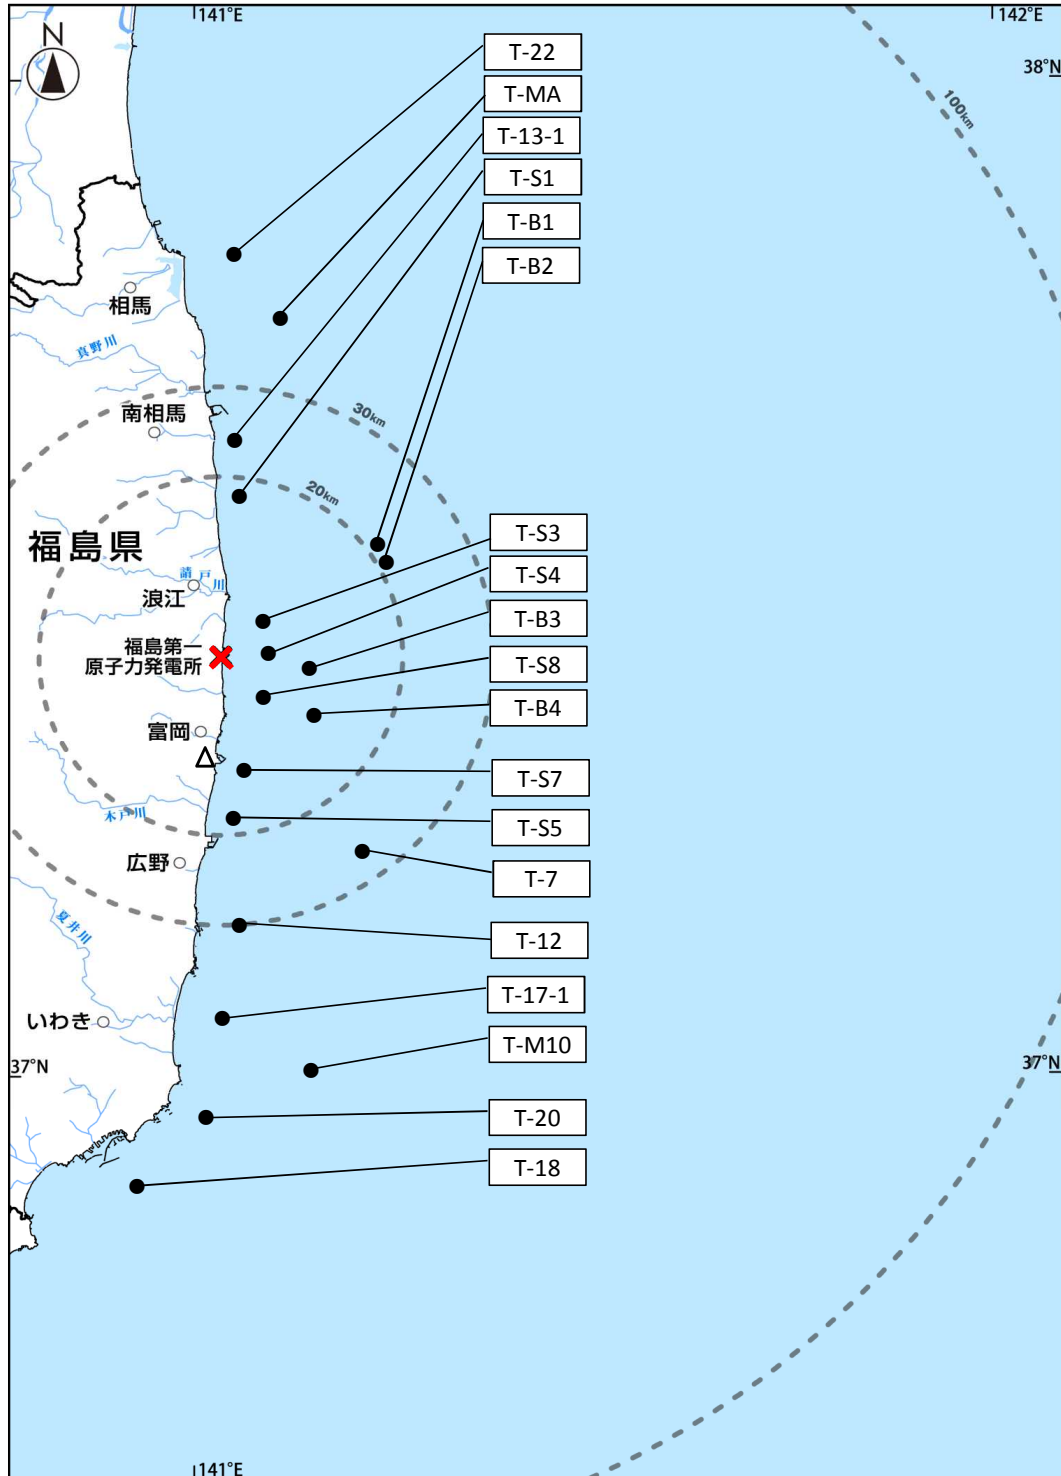 141°E
142°E
N
38°N
T-22
T-MA
100km
T-13-1
T-S1
T-B1
T-B2
相馬
真野川
南相馬
30km
20km
福島県
T-S3
請戸川
T-S4
浪江
T-B3
福島第一
原子力発電所
T-S8
T-B4
富岡
T-S7
木戸川
T-S5
広野
T-7
夏井川
T-12
T-17-1
いわき
T-M10
37°N
37°N
T-20
T-18
141°E